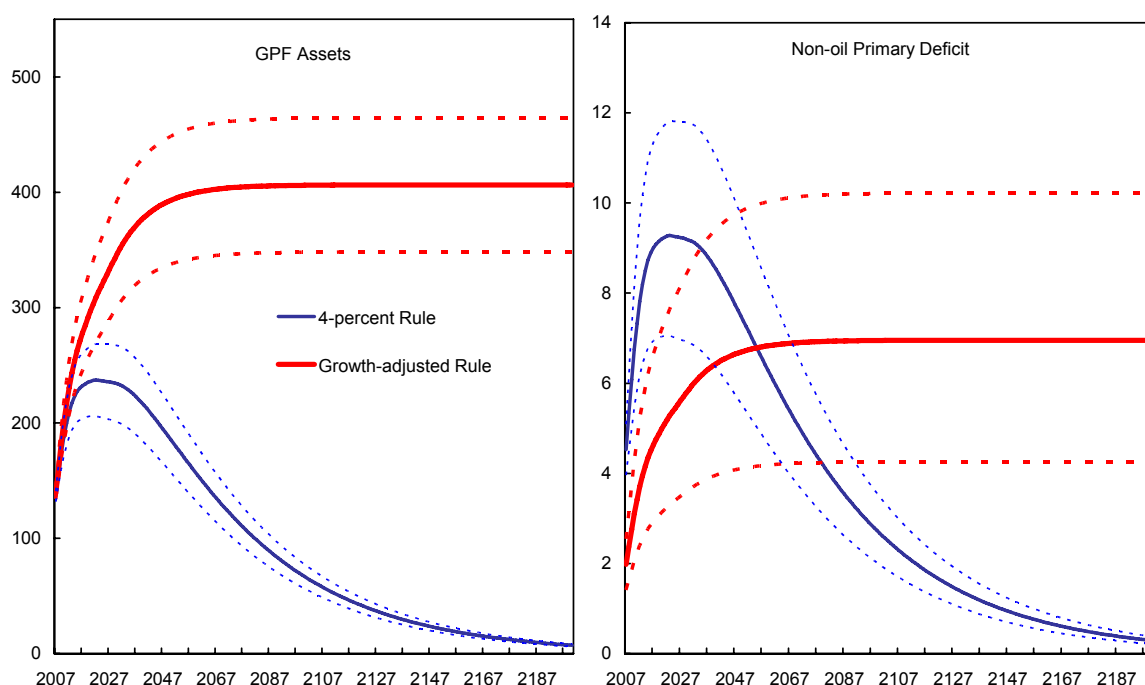 GPF Assets
500
400
300
200
100
0
4-percent Rule
Growth-adjusted Rule
2007 2027 2047 2067 2087 2107 2127 2147 2167 2187
Non-oil Primary Deficit
14
12
10
8
6
4
2
0
2007 2027 2047 2067 2087 2107 2127 2147 2167 2187